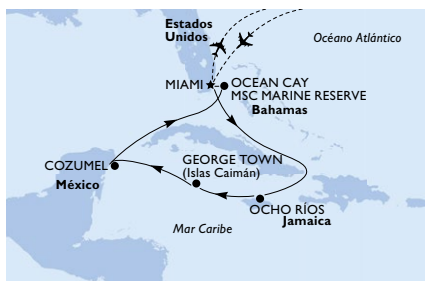 Estados
Unidos
Océano Atlántico
MIAMI
OCEAN CAY
MSC MARINE RESERVE
Bahamas
COZUMEL
México
GEORGE TOWN
(Islas Caimán)
OCHO RÍOS
Jamaica
Mar Caribe